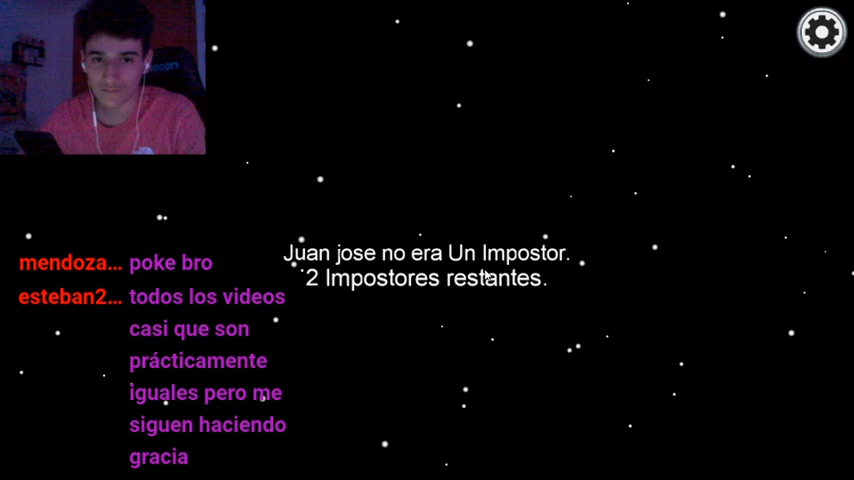 Juan jose no era Un Impostor.
2 Impostores restantes.
mendoza... poke bro
esteban2... todos los videos
casi que son
prácticamente
iguales pero me
siguen haciendo
gracia